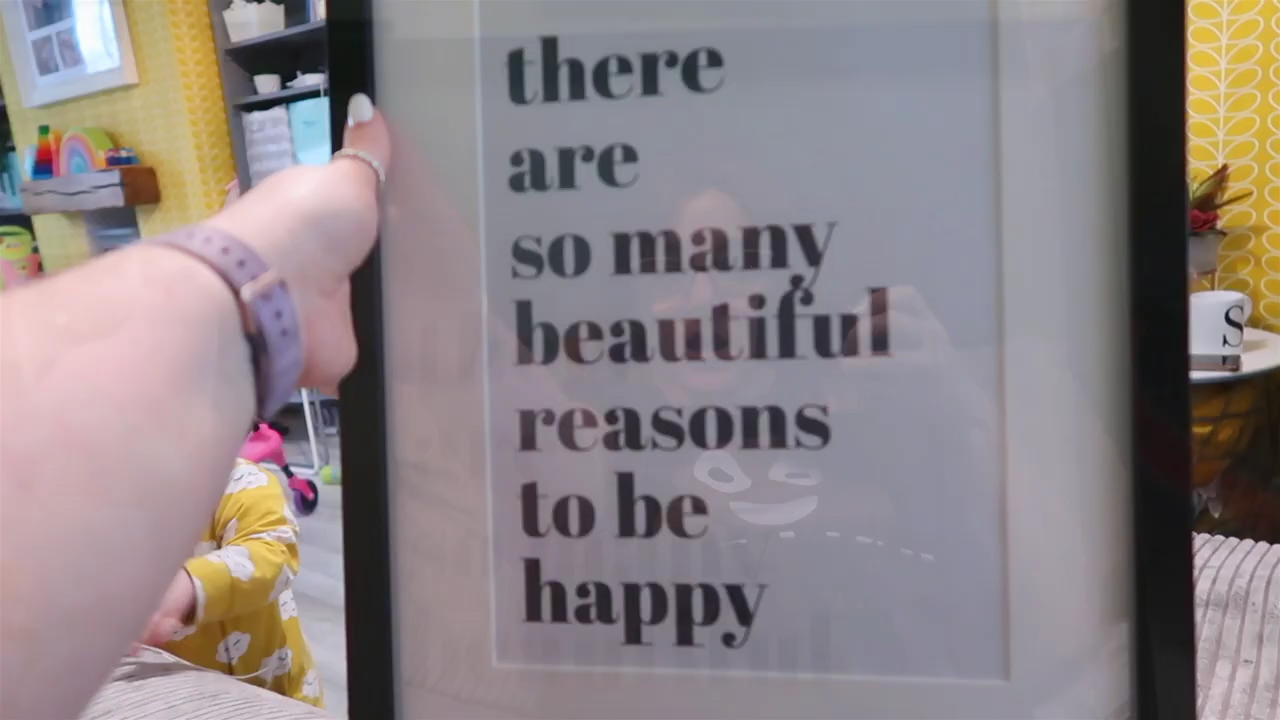 there
are
so many
beautiful
reasons
to be
happy
S